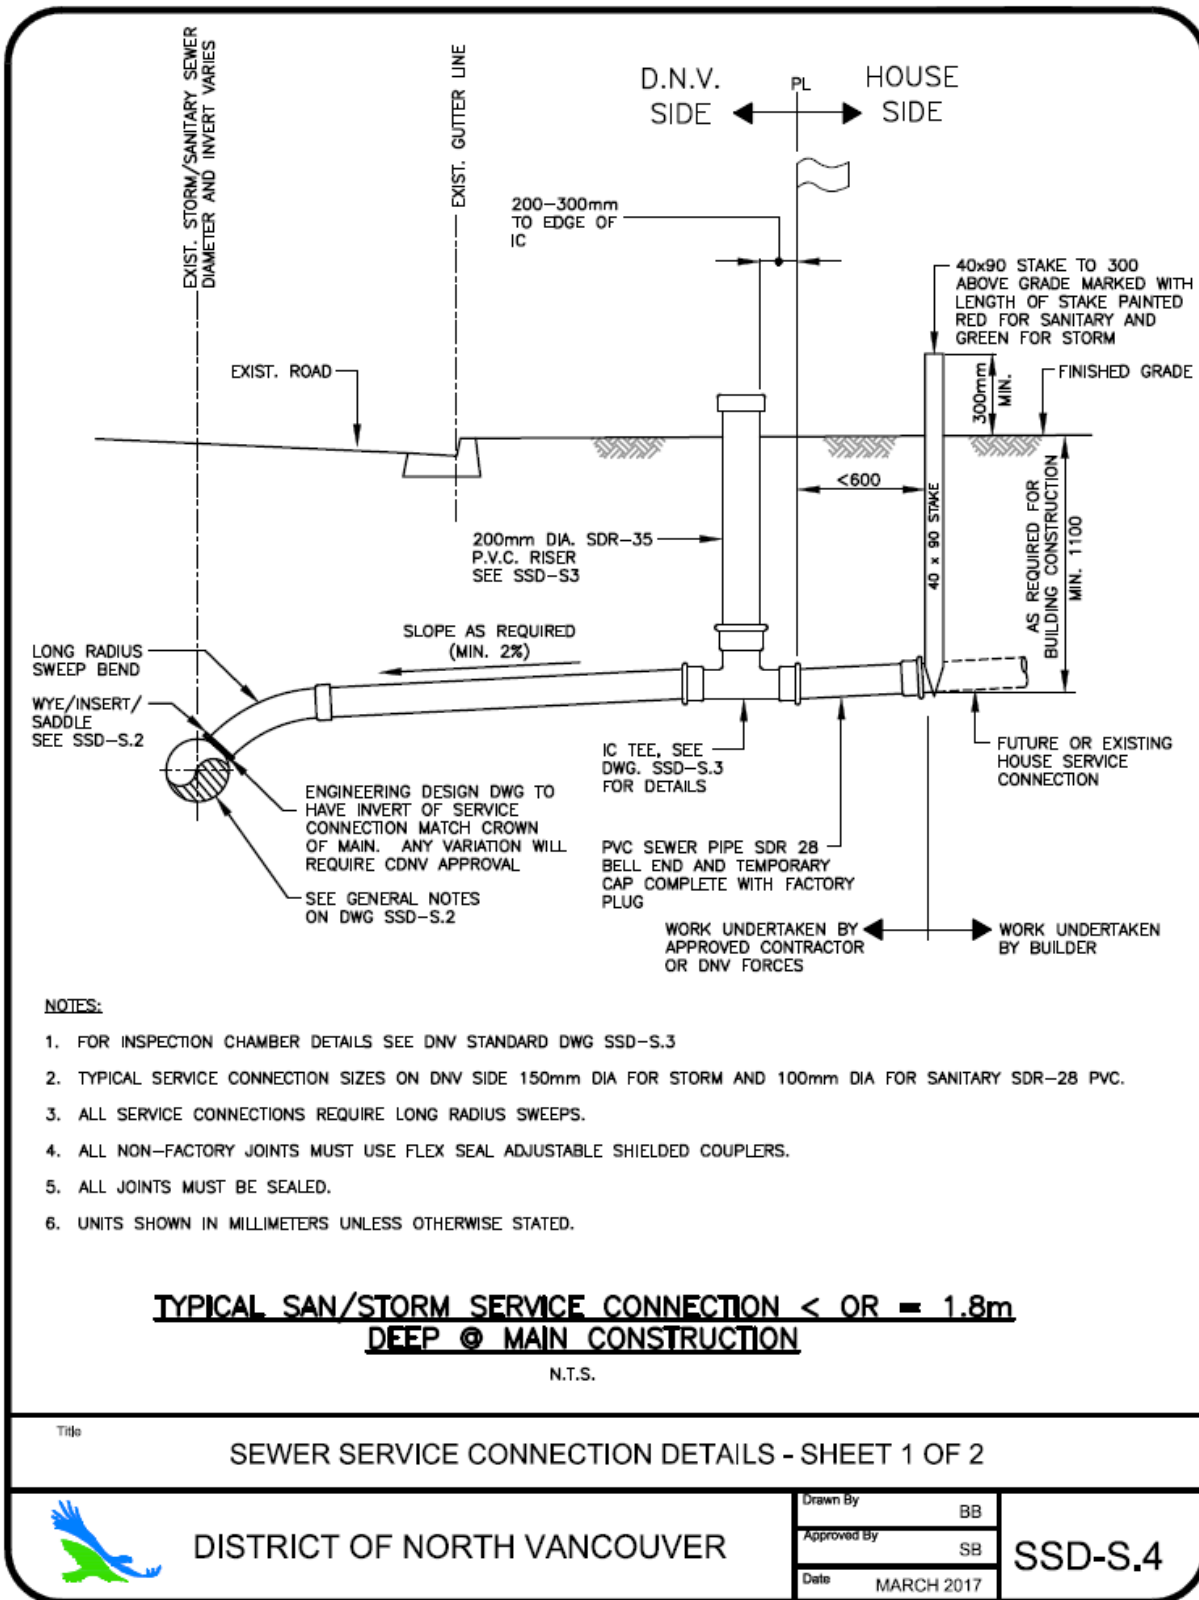 EXIST. STORM/SANITARY SEWER
DIAMETER AND INVERT VARIES
EXIST. GUTTER LINE
D.N.V.
SIDE
PL
HOUSE
SIDE
200-300mm
TO EDGE OF
IC
40x90 STAKE TO 300
ABOVE GRADE MARKED WITH
LENGTH OF STAKE PAINTED
RED FOR SANITARY AND
GREEN FOR STORM
EXIST. ROAD
300mm
MIN.
FINISHED GRADE
<600
40 x 90 STAKE
AS REQUIRED FOR
BUILDING CONSTRUCTION
MIN. 1100
200mm DIA. SDR-35
P.V.C. RISER
SEE SSD-S3
SLOPE AS REQUIRED
(MIN. 2%)
LONG RADIUS
SWEEP BEND
WYE/INSERT/
SADDLE
SEE SSD-S.2
IC TEE, SEE
DWG. SSD-S.3
FOR DETAILS
FUTURE OR EXISTING
HOUSE SERVICE
CONNECTION
ENGINEERING DESIGN DWG TO
HAVE INVERT OF SERVICE
CONNECTION MATCH CROWN
OF MAIN. ANY VARIATION WILL
REQUIRE CDNV APPROVAL
PVC SEWER PIPE SDR 28
BELL END AND TEMPORARY
CAP COMPLETE WITH FACTORY
PLUG
SEE GENERAL NOTES
ON DWG SSD-S.2
WORK UNDERTAKEN BY
APPROVED CONTRACTOR
OR DNV FORCES
WORK UNDERTAKEN
BY BUILDER
NOTES:
1. FOR INSPECTION CHAMBER DETAILS SEE DNV STANDARD DWG SSD-S.3
2. TYPICAL SERVICE CONNECTION SIZES ON DNV SIDE 150mm DIA FOR STORM AND 100mm DIA FOR SANITARY SDR-28 PVC.
3. ALL SERVICE CONNECTIONS REQUIRE LONG RADIUS SWEEPS.
4. ALL NON-FACTORY JOINTS MUST USE FLEX SEAL ADJUSTABLE SHIELDED COUPLERS.
5. ALL JOINTS MUST BE SEALED.
6. UNITS SHOWN IN MILLIMETERS UNLESS OTHERWISE STATED.
TYPICAL SAN/STORM SERVICE CONNECTION < OR = 1.8m
DEEP @ MAIN CONSTRUCTION
N.T.S.
Title
SEWER SERVICE CONNECTION DETAILS - SHEET 1 OF 2
DISTRICT OF NORTH VANCOUVER
Drawn By
BB
Approved By
SB
Date
MARCH 2017
SSD-S.4